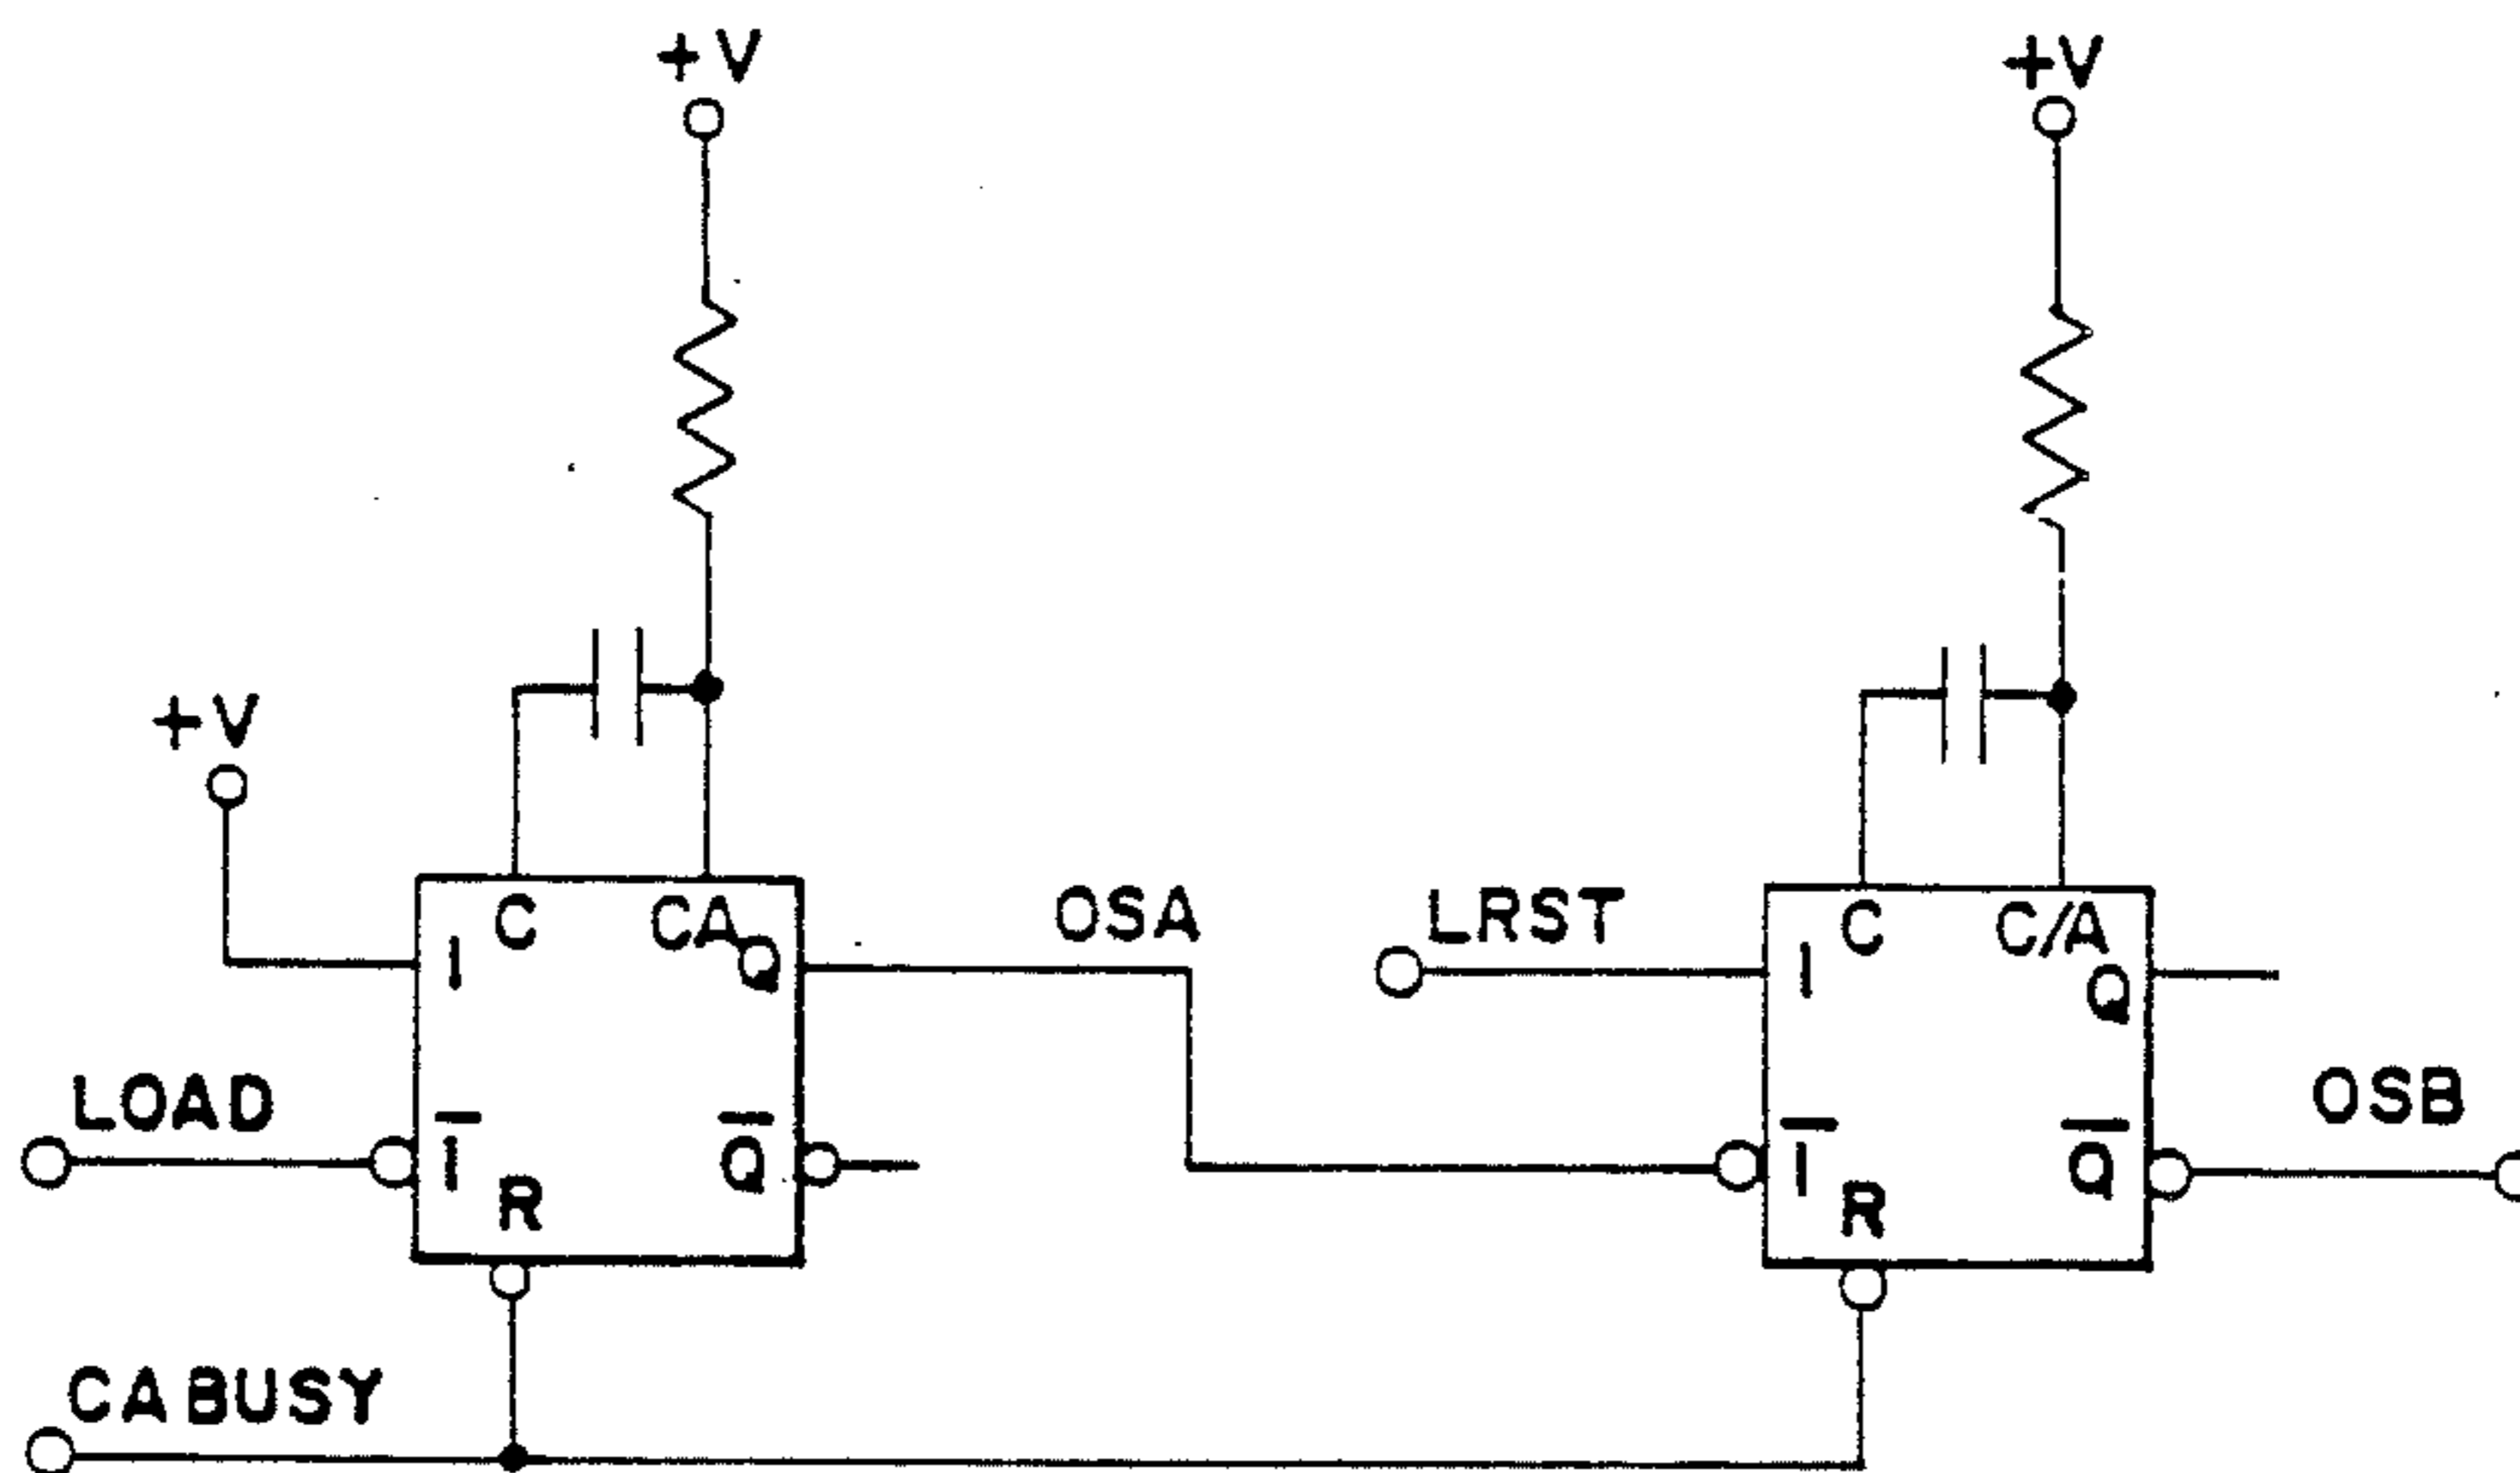 +V
+V
+V
C CA
I Q
OSA
LRST
C C/A
I Q
LOAD
I̅ Q̅
R
I̅ Q̅
R
OSB
CABUSY